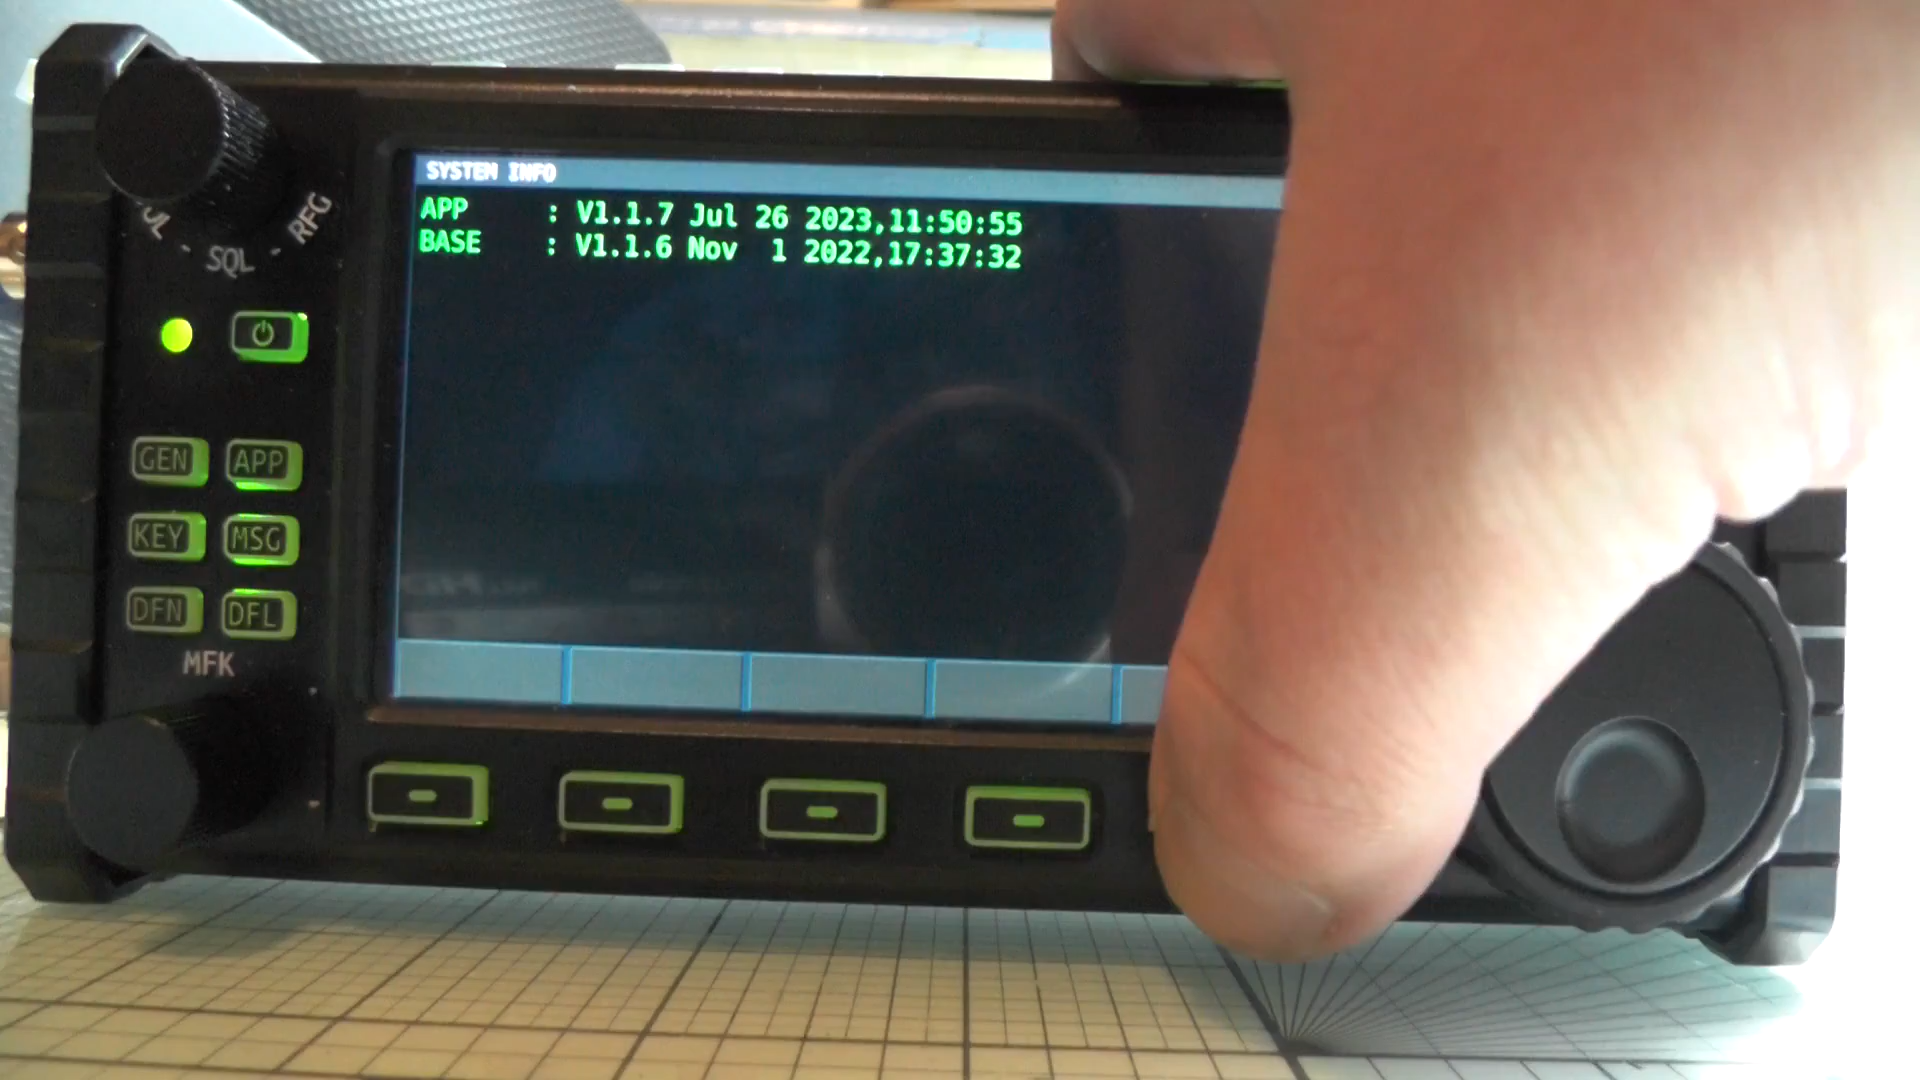 SYSTEM INFO
APP : V1.1.7 Jul 26 2023,11:50:55
BASE : V1.1.6 Nov 1 2022,17:37:32
SQL - RFG
GEN APP
KEY MSG
DFN DFL
MFK